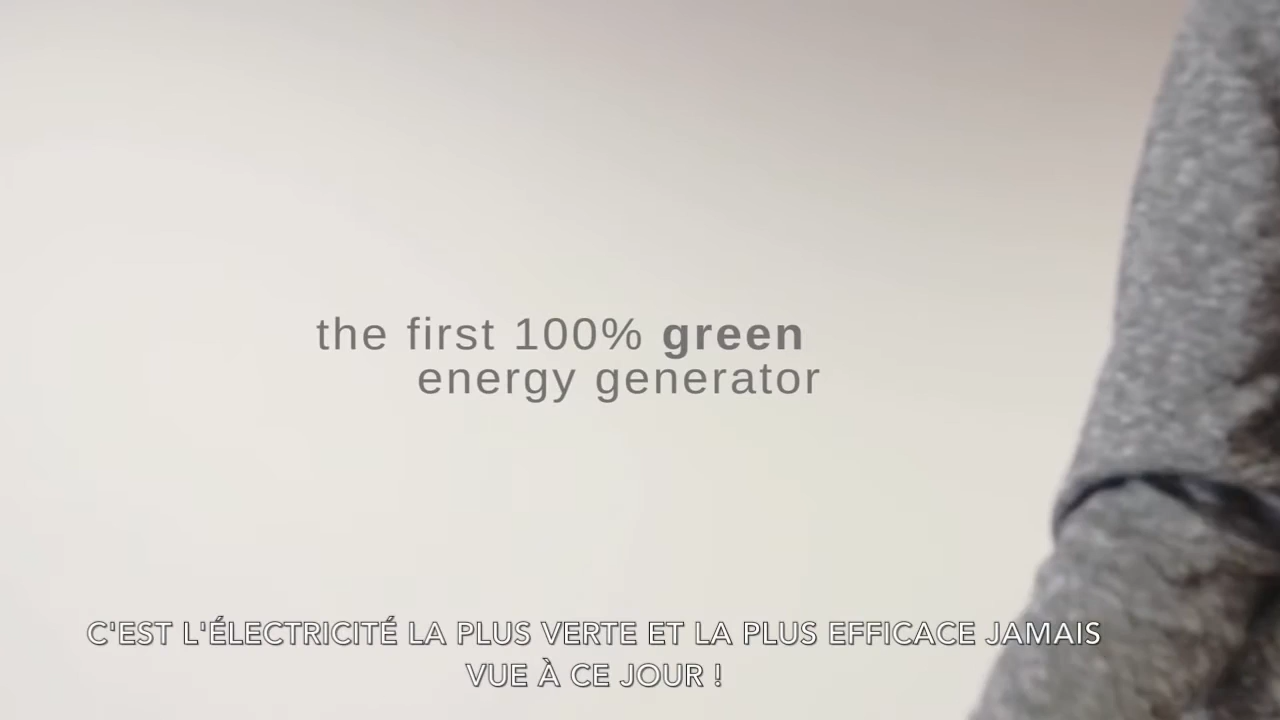 the first 100% green
energy generator
C'EST L'ÉLECTRICITÉ LA PLUS VERTE ET LA PLUS EFFICACE JAMAIS
VUE À CE JOUR !